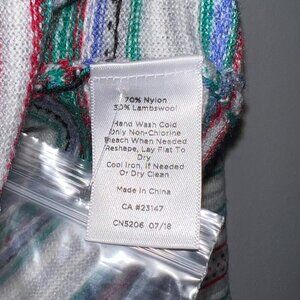 70% Nylon
30% Lambswool
Hand Wash Cold
Only Non-Chlorine
Bleach When Needed
Reshape, Lay Flat To
Dry
Cool Iron, If Needed
Or Dry Clean
Made In China
CA #23147
CN5206 07/18